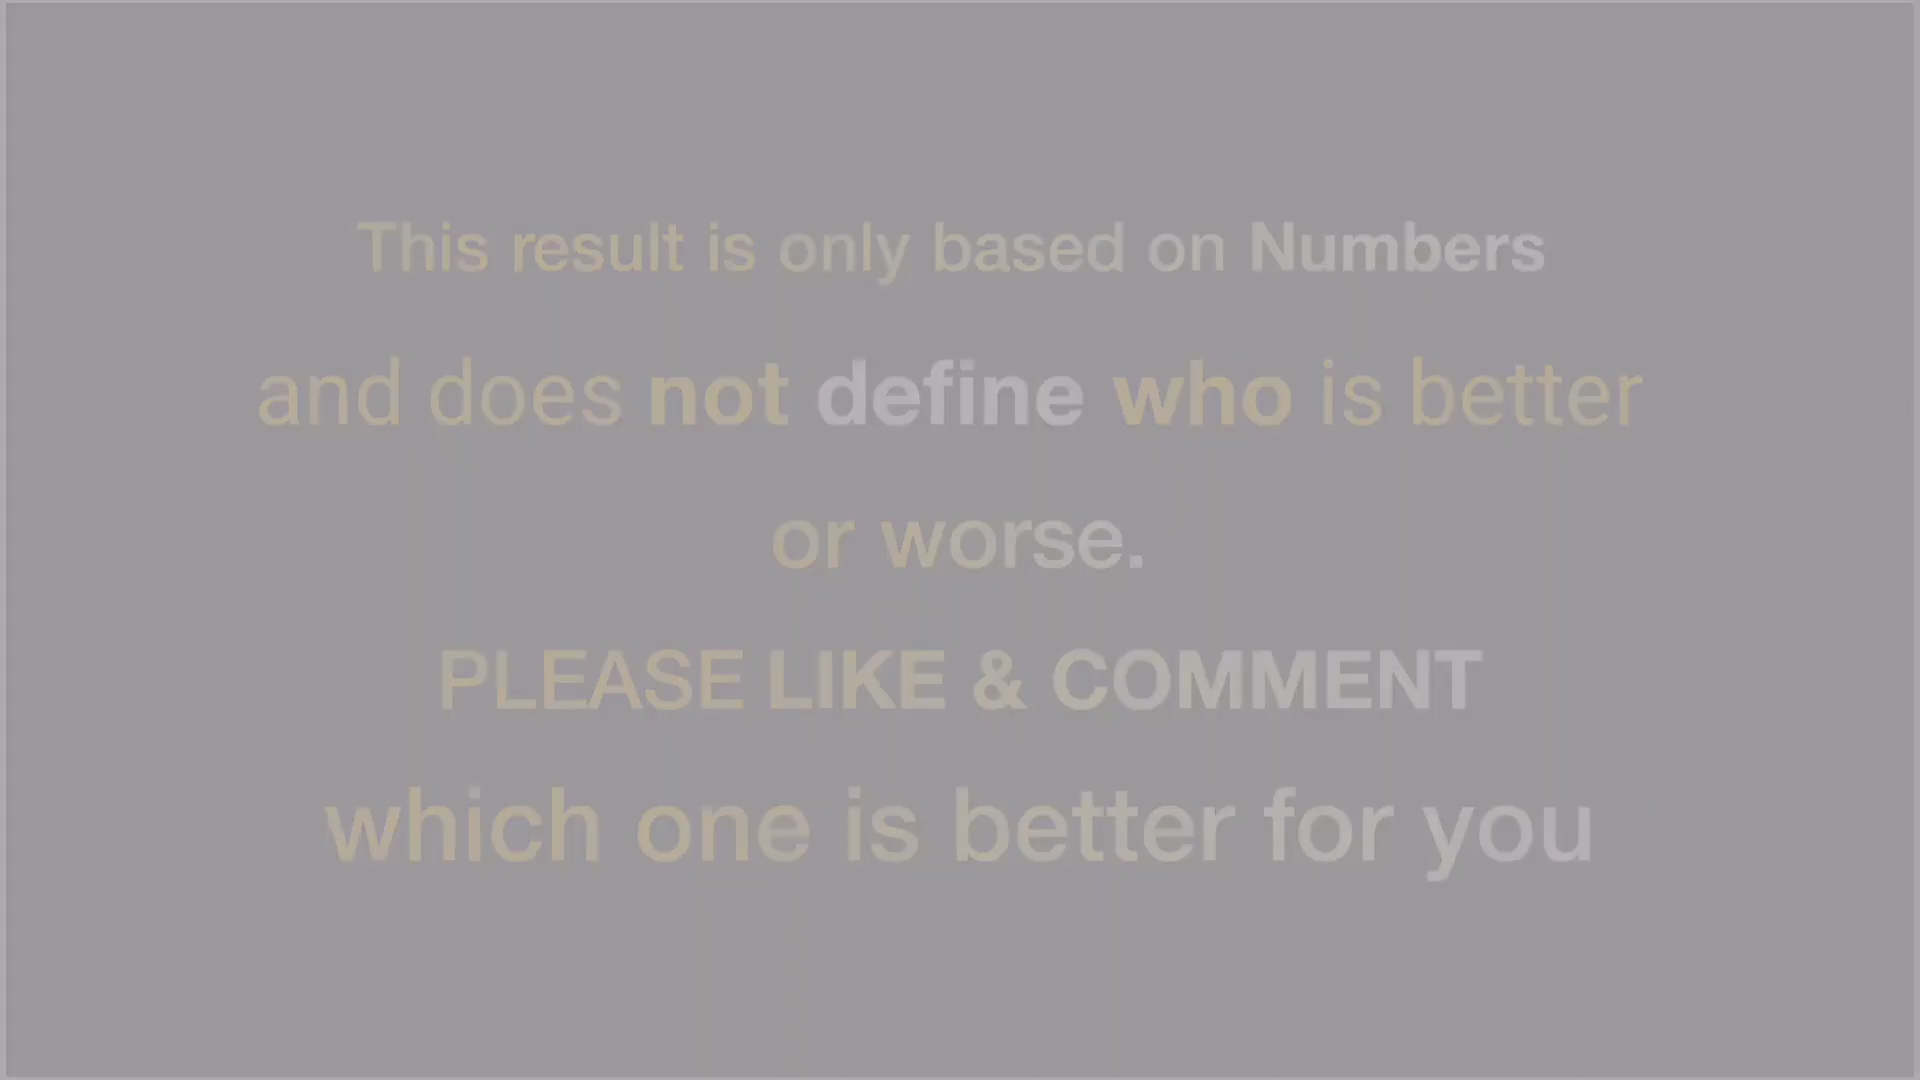 This result is only based on Numbers
and does not define who is better
or worse.
PLEASE LIKE & COMMENT
which one is better for you